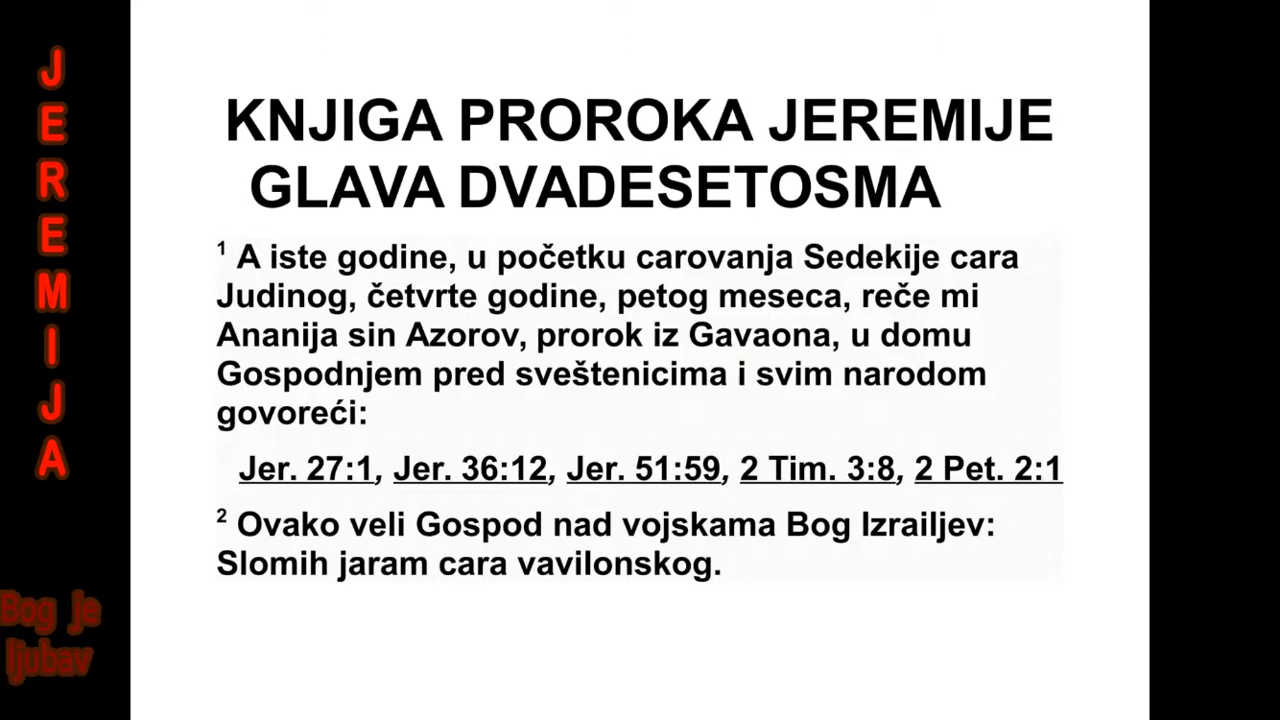 JEREMIJA
Bog je
ljubav
KNJIGA PROROKA JEREMIJE
GLAVA DVADESETOSMA
1 A iste godine, u početku carovanja Sedekije cara
Judinog, četvrte godine, petog meseca, reče mi
Ananija sin Azorov, prorok iz Gavaona, u domu
Gospodnjem pred sveštenicima i svim narodom
govoreći:
Jer. 27:1, Jer. 36:12, Jer. 51:59, 2 Tim. 3:8, 2 Pet. 2:1
2 Ovako veli Gospod nad vojskama Bog Izrailjev:
Slomih jaram cara vavilonskog.